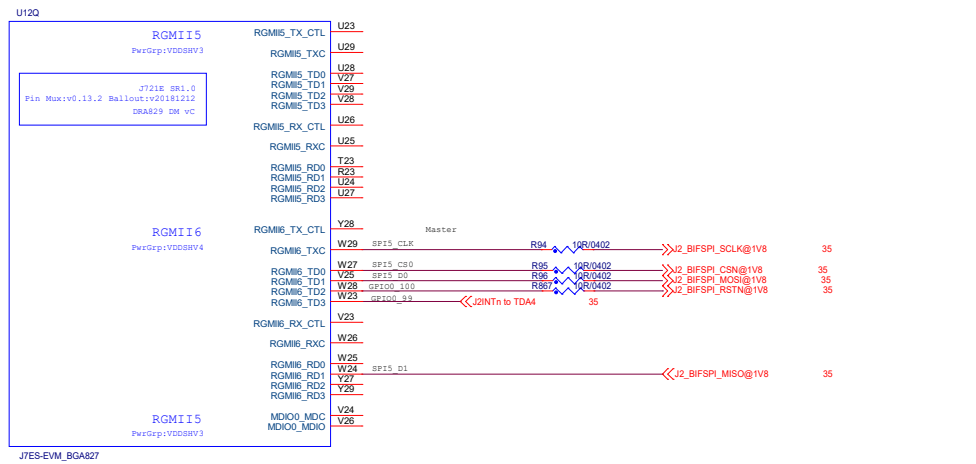 U12Q
RGMII5
PwrGrp:VDDSHV3
J721E SR1.0
Pin Mux:v0.13.2 Ballout:v20181212
DRA829 DM vC
RGMII5_TX_CTL U23
RGMII5_TXC U29
RGMII5_TD0 U28
RGMII5_TD1 V27
RGMII5_TD2 V29
RGMII5_TD3 V28
RGMII5_RX_CTL U26
RGMII5_RXC U25
RGMII5_RD0 T23
RGMII5_RD1 R23
RGMII5_RD2 U24
RGMII5_RD3 U27
RGMII6
PwrGrp:VDDSHV4
RGMII6_TX_CTL Y28 Master
RGMII6_TXC W29 SPI5_CLK R94 10R/0402 J2_BIFSPI_SCLK@1V8 35
RGMII6_TD0 W27 SPI5_CS0 R95 10R/0402 J2_BIFSPI_CSN@1V8 35
RGMII6_TD1 V25 SPI5_D0 R96 10R/0402 J2_BIFSPI_MOSI@1V8 35
RGMII6_TD2 W28 GPIO0_100 R867 10R/0402 J2_BIFSPI_RSTN@1V8 35
RGMII6_TD3 W23 GPIO0_99 J2INTn to TDA4 35
RGMII6_RX_CTL V23
RGMII6_RXC W26
RGMII6_RD0 W25
RGMII6_RD1 W24 SPI5_D1 J2_BIFSPI_MISO@1V8 35
RGMII6_RD2 Y27
RGMII6_RD3 Y29
RGMII5
PwrGrp:VDDSHV3
MDIO0_MDC V24
MDIO0_MDIO V26
J7ES-EVM_BGA827